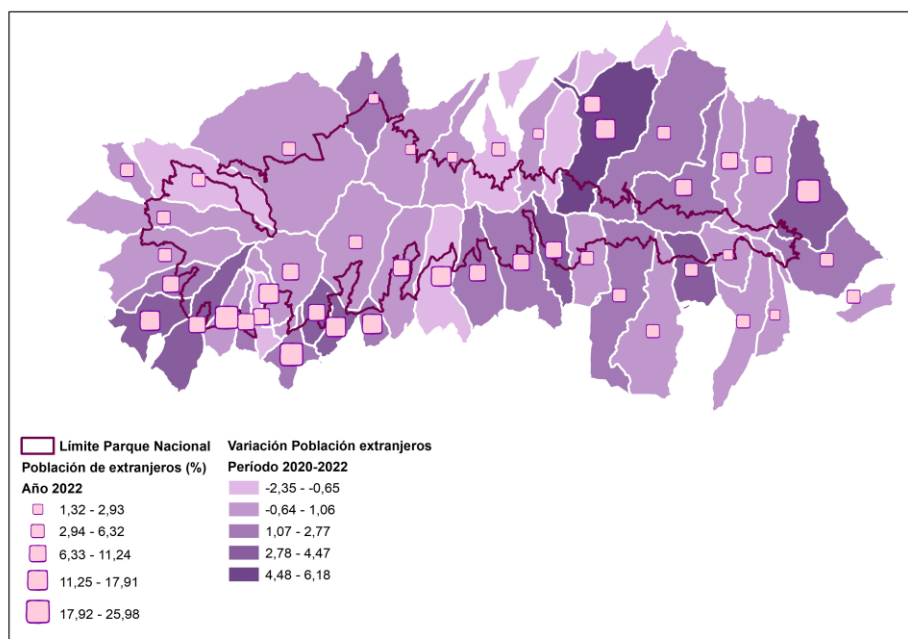 Límite Parque Nacional
Población de extranjeros (%)
Año 2022
1,32 - 2,93
2,94 - 6,32
6,33 - 11,24
11,25 - 17,91
17,92 - 25,98
Variación Población extranjeros
Período 2020-2022
-2,35 - -0,65
-0,64 - 1,06
1,07 - 2,77
2,78 - 4,47
4,48 - 6,18